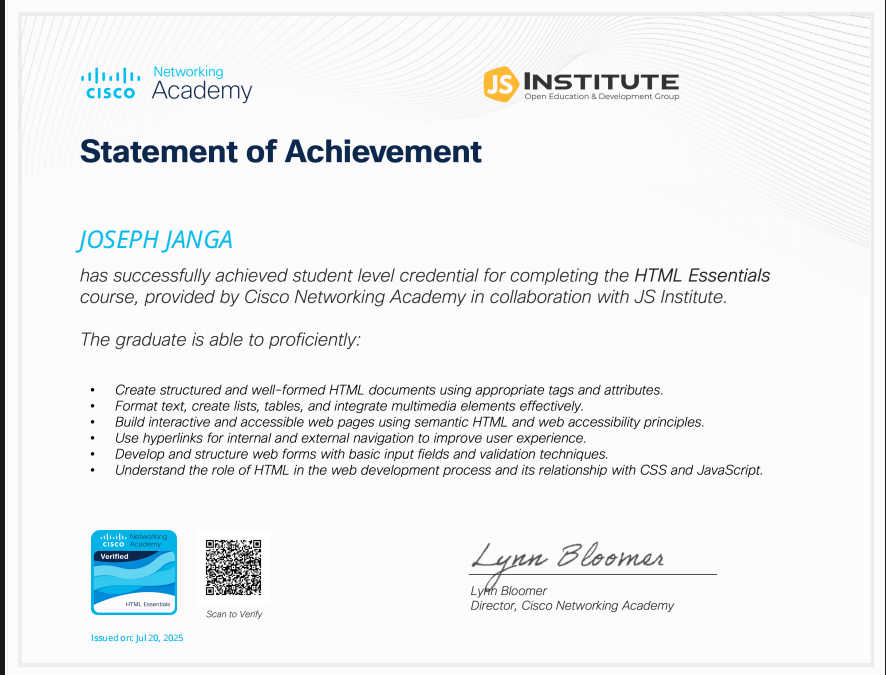 Networking
CISCO Academy
JS INSTITUTE
Open Education & Development Group
Statement of Achievement
JOSEPH JANGA
has successfully achieved student level credential for completing the HTML Essentials
course, provided by Cisco Networking Academy in collaboration with JS Institute.
The graduate is able to proficiently:
• Create structured and well-formed HTML documents using appropriate tags and attributes.
• Format text, create lists, tables, and integrate multimedia elements effectively.
• Build interactive and accessible web pages using semantic HTML and web accessibility principles.
• Use hyperlinks for internal and external navigation to improve user experience.
• Develop and structure web forms with basic input fields and validation techniques.
• Understand the role of HTML in the web development process and its relationship with CSS and JavaScript.
Networking
CISCO Academy
Verified
HTML Essentials
Scan to Verify
Issued on: Jul 20, 2025
Lynn Bloomer
Lynn Bloomer
Director, Cisco Networking Academy